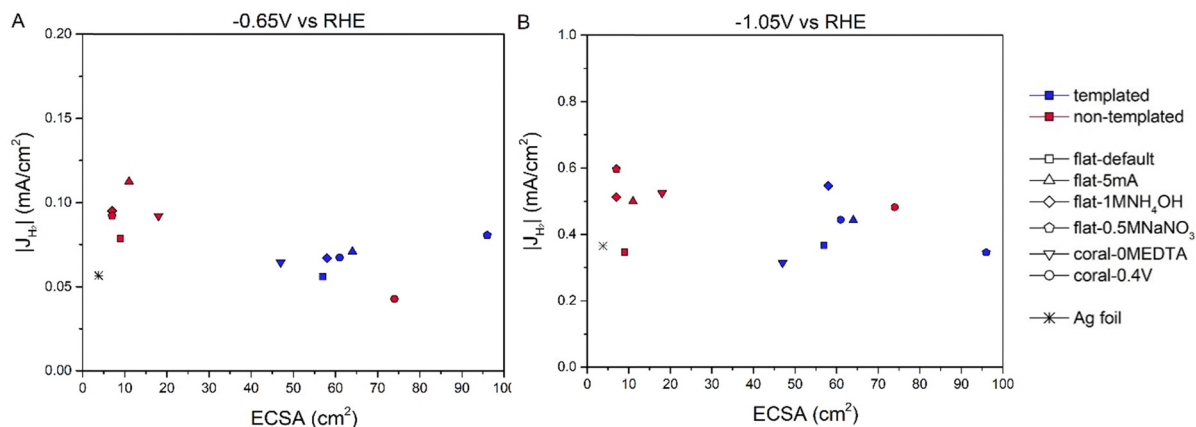 A
-0.65V vs RHE
0.20
0.15
0.10
0.05
0.00
|J_H₂| (mA/cm²)
0 10 20 30 40 50 60 70 80 90 100
ECSA (cm²)
B
-1.05V vs RHE
1.0
0.8
0.6
0.4
0.2
0.0
|J_H₂| (mA/cm²)
0 10 20 30 40 50 60 70 80 90 100
ECSA (cm²)
templated
non-templated
flat-default
flat-5mA
flat-1MNH₄OH
flat-0.5MNaNO₃
coral-0MEDTA
coral-0.4V
Ag foil